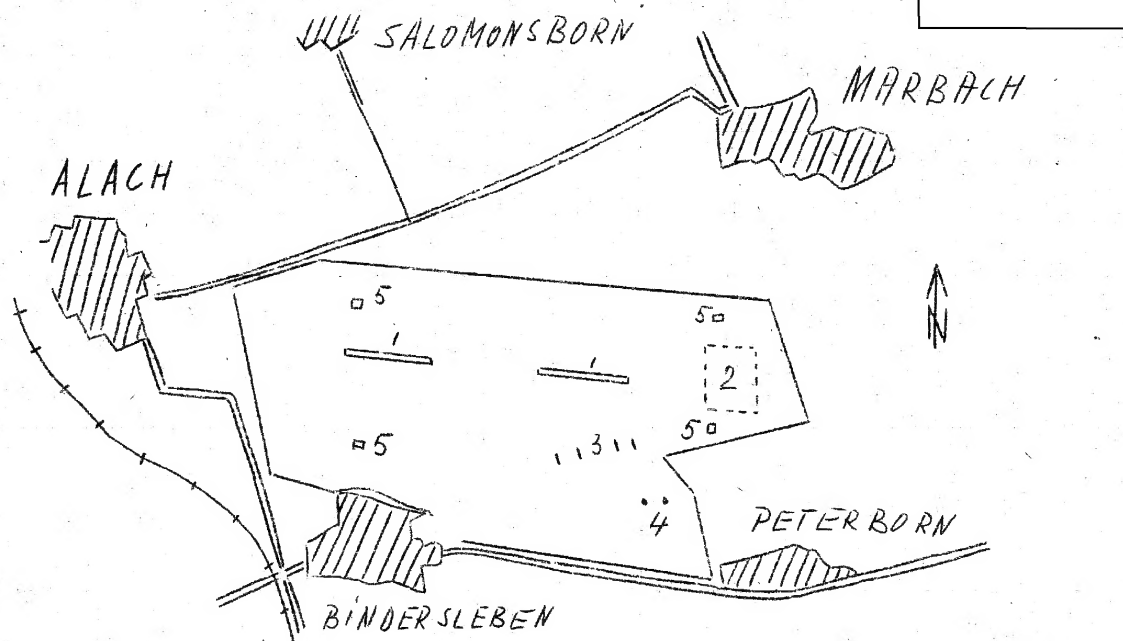 SALOMONSBORN
MARBACH
ALACH
N
5
5
1
1
2
5
5
3
4
PETERBORN
BINDERSLEBEN